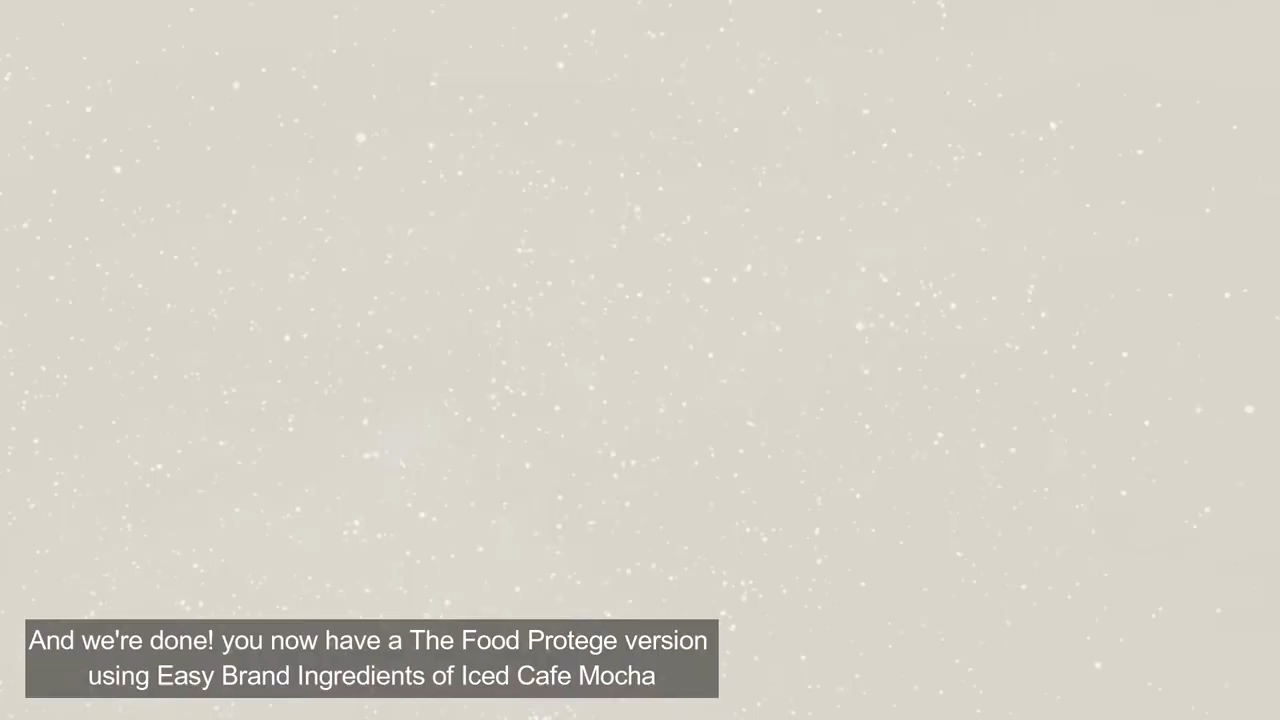 And we're done! you now have a The Food Protege version
using Easy Brand Ingredients of Iced Cafe Mocha